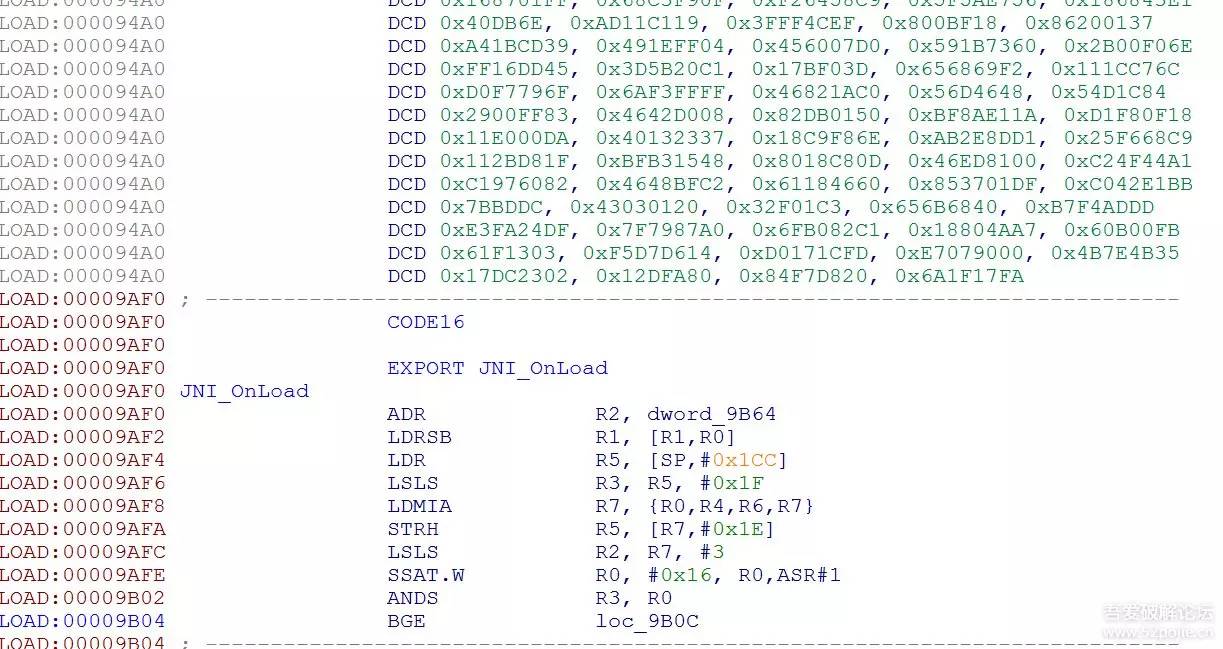 DCD 0x40DB6E, 0xAD11C119, 0x3FFF4CEF, 0x800BF18, 0x86200137
LOAD:000094A0 DCD 0xA41BCD39, 0x491EFF04, 0x456007D0, 0x591B7360, 0x2B00F06E
LOAD:000094A0 DCD 0xFF16DD45, 0x3D5B20C1, 0x17BF03D, 0x656869F2, 0x111CC76C
LOAD:000094A0 DCD 0xD0F7796F, 0x6AF3FFFF, 0x46821AC0, 0x56D4648, 0x54D1C84
LOAD:000094A0 DCD 0x2900FF83, 0x4642D008, 0x82DB0150, 0xBF8AE11A, 0xD1F80F18
LOAD:000094A0 DCD 0x11E000DA, 0x40132337, 0x18C9F86E, 0xAB2E8DD1, 0x25F668C9
LOAD:000094A0 DCD 0x112BD81F, 0xBFB31548, 0x8018C80D, 0x46ED8100, 0xC24F44A1
LOAD:000094A0 DCD 0xC1976082, 0x4648BFC2, 0x61184660, 0x853701DF, 0xC042E1BB
LOAD:000094A0 DCD 0x7BBDDC, 0x43030120, 0x32F01C3, 0x656B6840, 0xB7F4ADDD
LOAD:000094A0 DCD 0xE3FA24DF, 0x7F7987A0, 0x6FB082C1, 0x18804AA7, 0x60B00FB
LOAD:000094A0 DCD 0x61F1303, 0xF5D7D614, 0xD0171CFD, 0xE7079000, 0x4B7E4B35
LOAD:000094A0 DCD 0x17DC2302, 0x12DFA80, 0x84F7D820, 0x6A1F17FA
LOAD:00009AF0 ; ---------------------------------------------------------------------------
LOAD:00009AF0 CODE16
LOAD:00009AF0
LOAD:00009AF0 EXPORT JNI_OnLoad
LOAD:00009AF0 JNI_OnLoad
LOAD:00009AF0 ADR R2, dword_9B64
LOAD:00009AF2 LDRSB R1, [R1,R0]
LOAD:00009AF4 LDR R5, [SP,#0x1CC]
LOAD:00009AF6 LSLS R3, R5, #0x1F
LOAD:00009AF8 LDMIA R7, {R0,R4,R6,R7}
LOAD:00009AFA STRH R5, [R7,#0x1E]
LOAD:00009AFC LSLS R2, R7, #3
LOAD:00009AFE SSAT.W R0, #0x16, R0,ASR#1
LOAD:00009B02 ANDS R3, R0
LOAD:00009B04 BGE loc_9B0C
LOAD:00009B04 ; ---------------------------------------------------------------------------
吾爱破解论坛
www.52pojie.cn